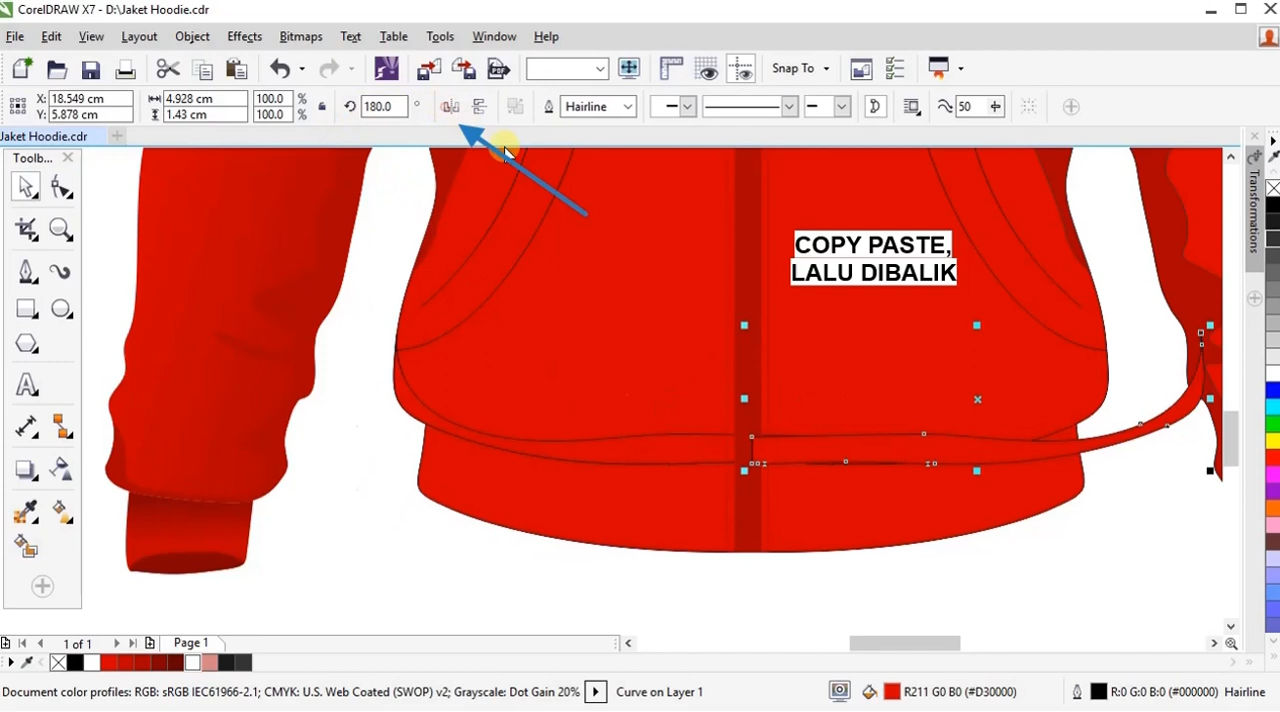 CorelDRAW X7 - D:\Jaket Hoodie.cdr
File Edit View Layout Object Effects Bitmaps Text Table Tools Window Help
PDF Snap To
X: 18.549 cm 4.928 cm 100.0 % 180.0 ° Hairline 50
Y: 5.878 cm 1.43 cm 100.0 %
Jaket Hoodie.cdr
Toolb...
Transformations
COPY PASTE,
LALU DIBALIK
1 of 1 Page 1
Document color profiles: RGB: sRGB IEC61966-2.1; CMYK: U.S. Web Coated (SWOP) v2; Grayscale: Dot Gain 20% Curve on Layer 1 R211 G0 B0 (#D30000) R:0 G:0 B:0 (#000000) Hairline